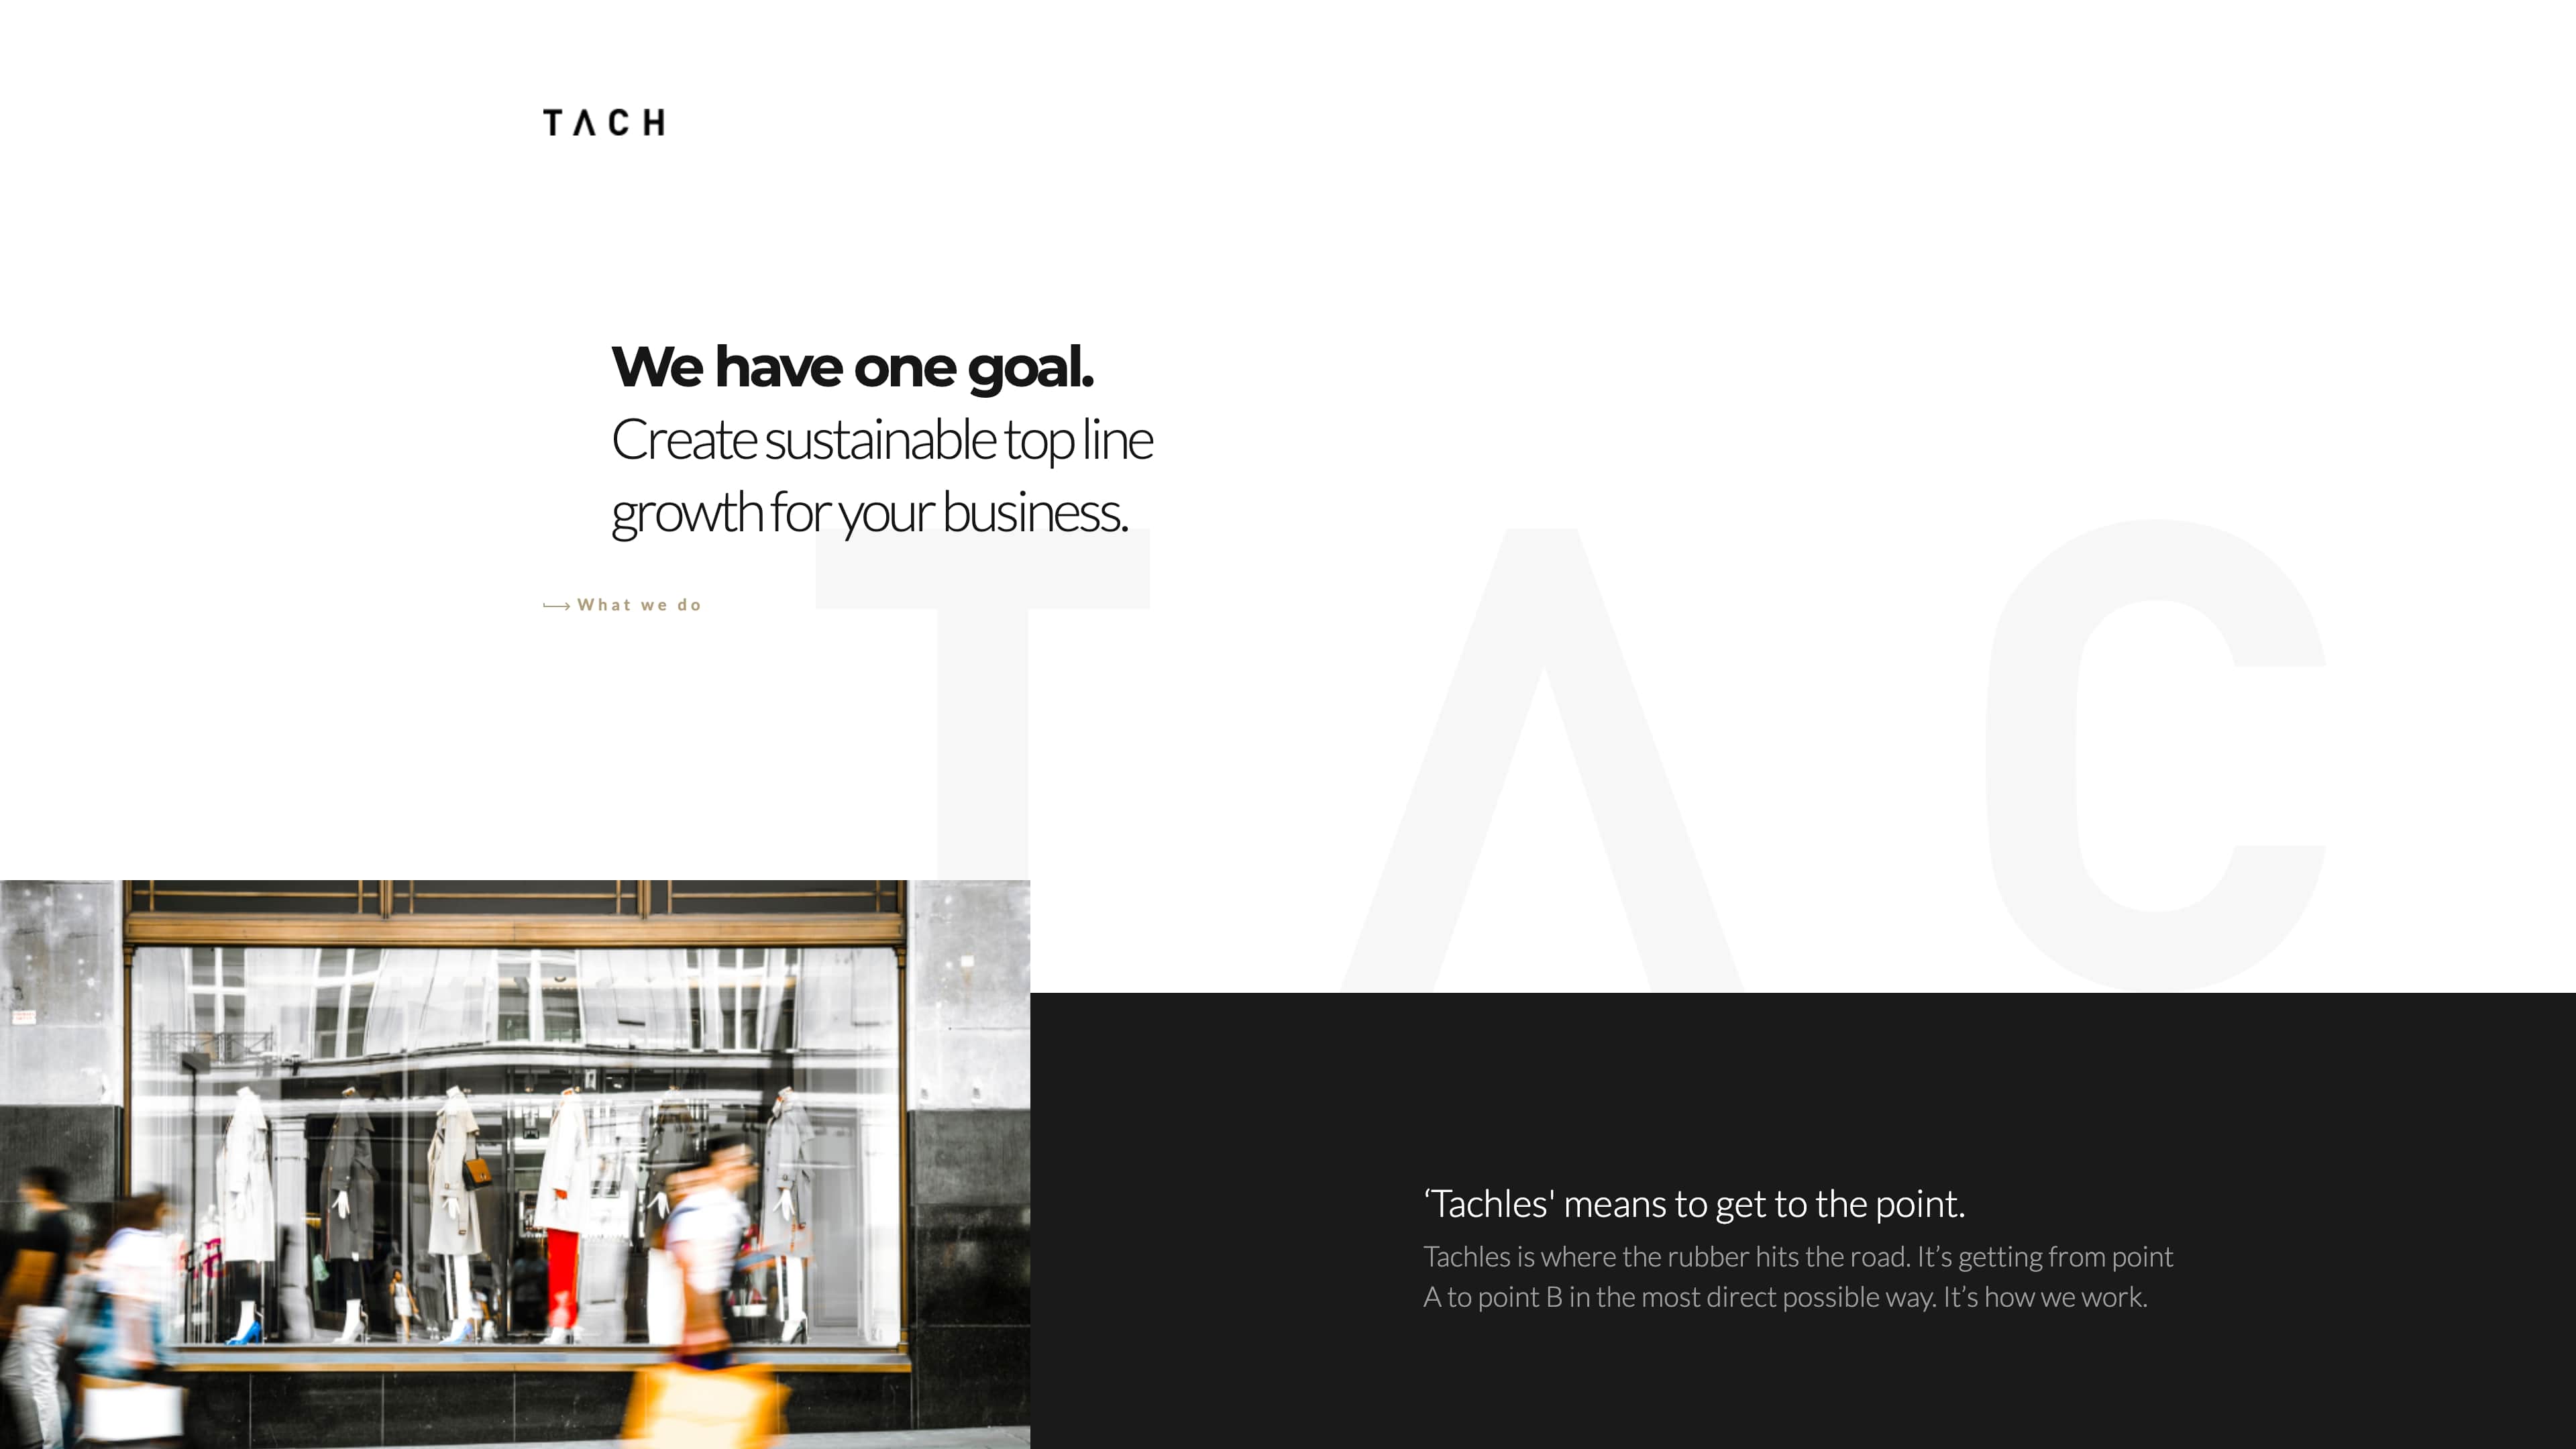 TACH
We have one goal.
Create sustainable top line
growth for your business.
What we do
TAC
‘Tachles' means to get to the point.
Tachles is where the rubber hits the road. It’s getting from point
A to point B in the most direct possible way. It’s how we work.